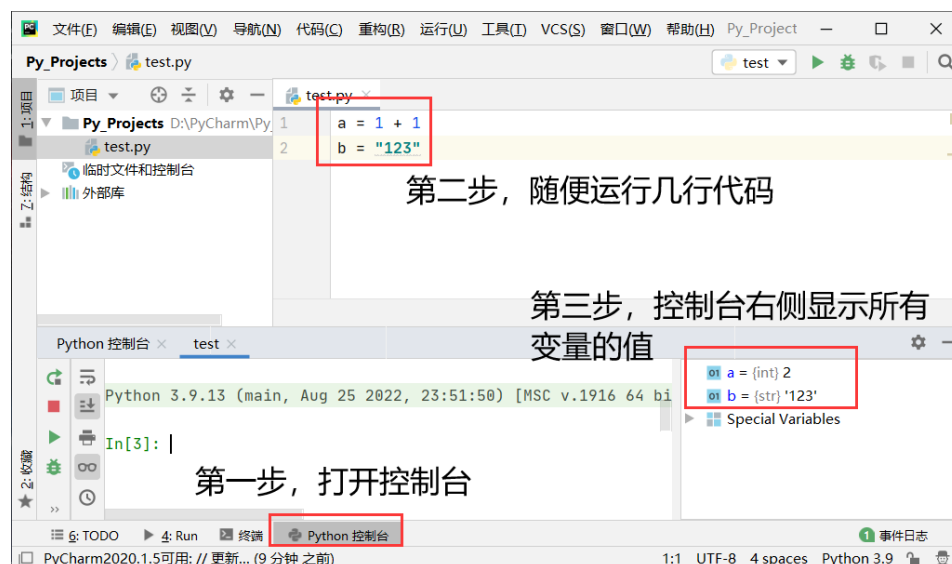 文件(F) 编辑(E) 视图(V) 导航(N) 代码(C) 重构(R) 运行(U) 工具(T) VCS(S) 窗口(W) 帮助(H) Py_Project
Py_Projects test.py
test
1:项目
项目
test.py
Py_Projects D:\PyCharm\Py_
test.py
临时文件和控制台
外部库
1 a = 1 + 1
2 b = "123"
Z:结构
第二步，随便运行几行代码
第三步，控制台右侧显示所有
变量的值
Python 控制台 test
Python 3.9.13 (main, Aug 25 2022, 23:51:50) [MSC v.1916 64 bi
In[3]:
01 a = {int} 2
01 b = {str} '123'
Special Variables
2:收藏
第一步，打开控制台
6: TODO 4: Run 终端 Python 控制台 1 事件日志
PyCharm2020.1.5可用: // 更新... (9 分钟 之前) 1:1 UTF-8 4 spaces Python 3.9